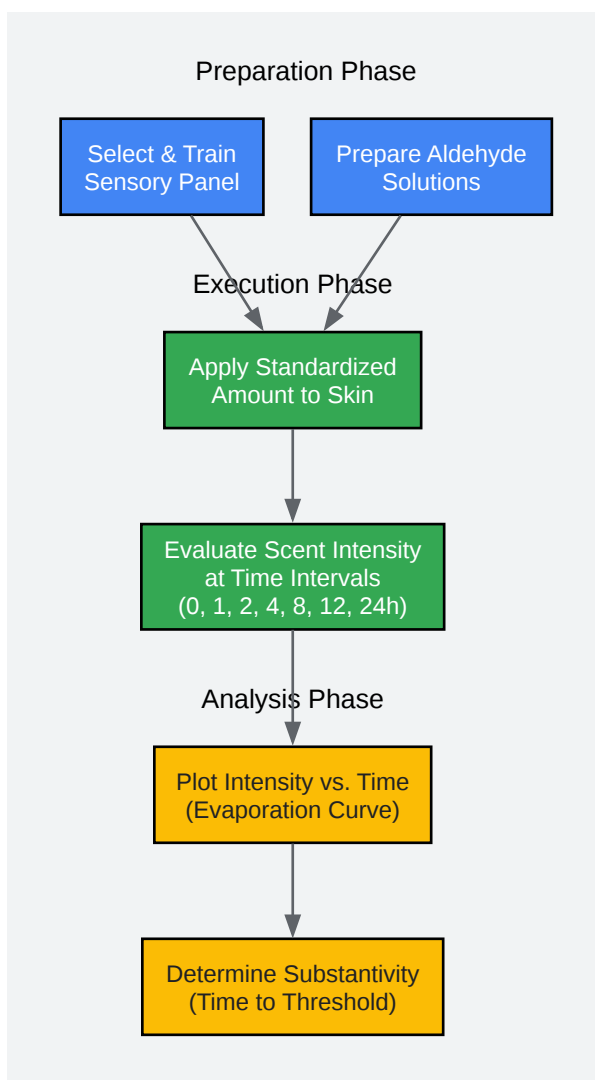 Preparation Phase
Select & Train
Sensory Panel
Prepare Aldehyde
Solutions
Execution Phase
Apply Standardized
Amount to Skin
Evaluate Scent Intensity
at Time Intervals
(0, 1, 2, 4, 8, 12, 24h)
Analysis Phase
Plot Intensity vs. Time
(Evaporation Curve)
Determine Substantivity
(Time to Threshold)